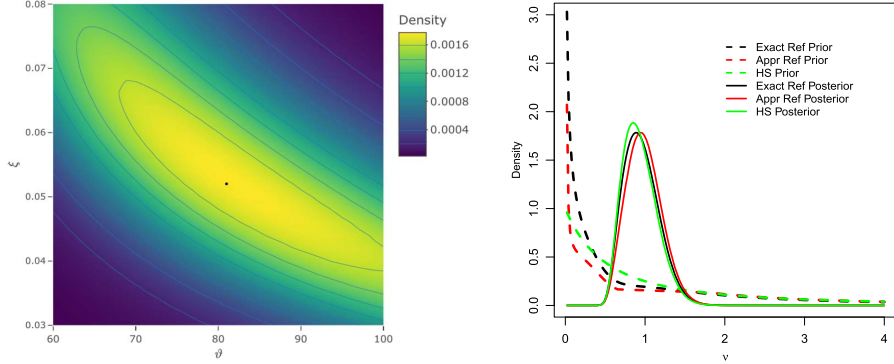 0.08
0.07
0.06
0.05
0.04
0.03
ξ
60
70
80
90
100
ϑ
Density
0.0016
0.0012
0.0008
0.0004
3.0
2.5
2.0
1.5
1.0
0.5
0.0
Density
Exact Ref Prior
Appr Ref Prior
HS Prior
Exact Ref Posterior
Appr Ref Posterior
HS Posterior
0
1
2
3
4
ν